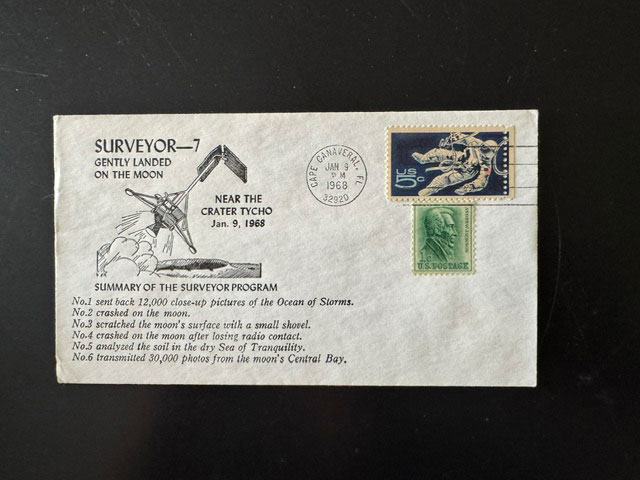 SURVEYOR—7
GENTLY LANDED
ON THE MOON
NEAR THE
CRATER TYCHO
Jan. 9, 1968
SUMMARY OF THE SURVEYOR PROGRAM
No.1 sent back 12,000 close-up pictures of the Ocean of Storms.
No.2 crashed on the moon.
No.3 scratched the moon's surface with a small shovel.
No.4 crashed on the moon after losing radio contact.
No.5 analyzed the soil in the dry Sea of Tranquility.
No.6 transmitted 30,000 photos from the moon's Central Bay.
CAPE CANAVERAL, FL
JAN 9
PM
1968
32920
US
5c
1c
U.S. POSTAGE